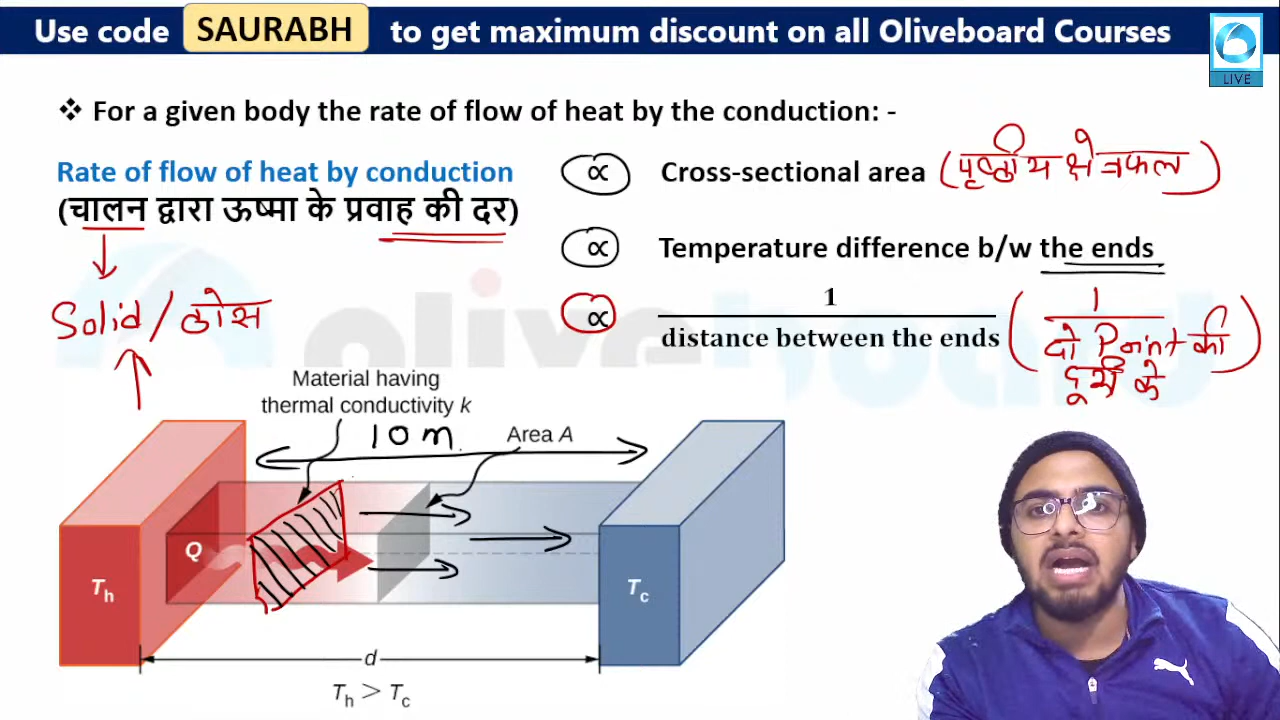 Use code SAURABH to get maximum discount on all Oliveboard Courses
LIVE
❖ For a given body the rate of flow of heat by the conduction: -
Rate of flow of heat by conduction
(चालन द्वारा ऊष्मा के प्रवाह की दर)
∝ Cross-sectional area (पृष्ठीय क्षेत्रफल)
∝ Temperature difference b/w the ends
∝ 1
distance between the ends
(1
दो Point की
दूरी के)
Solid/ठोस
oliveboard
Material having
thermal conductivity k
10 m
Area A
Q
Th
Tc
d
Th > Tc